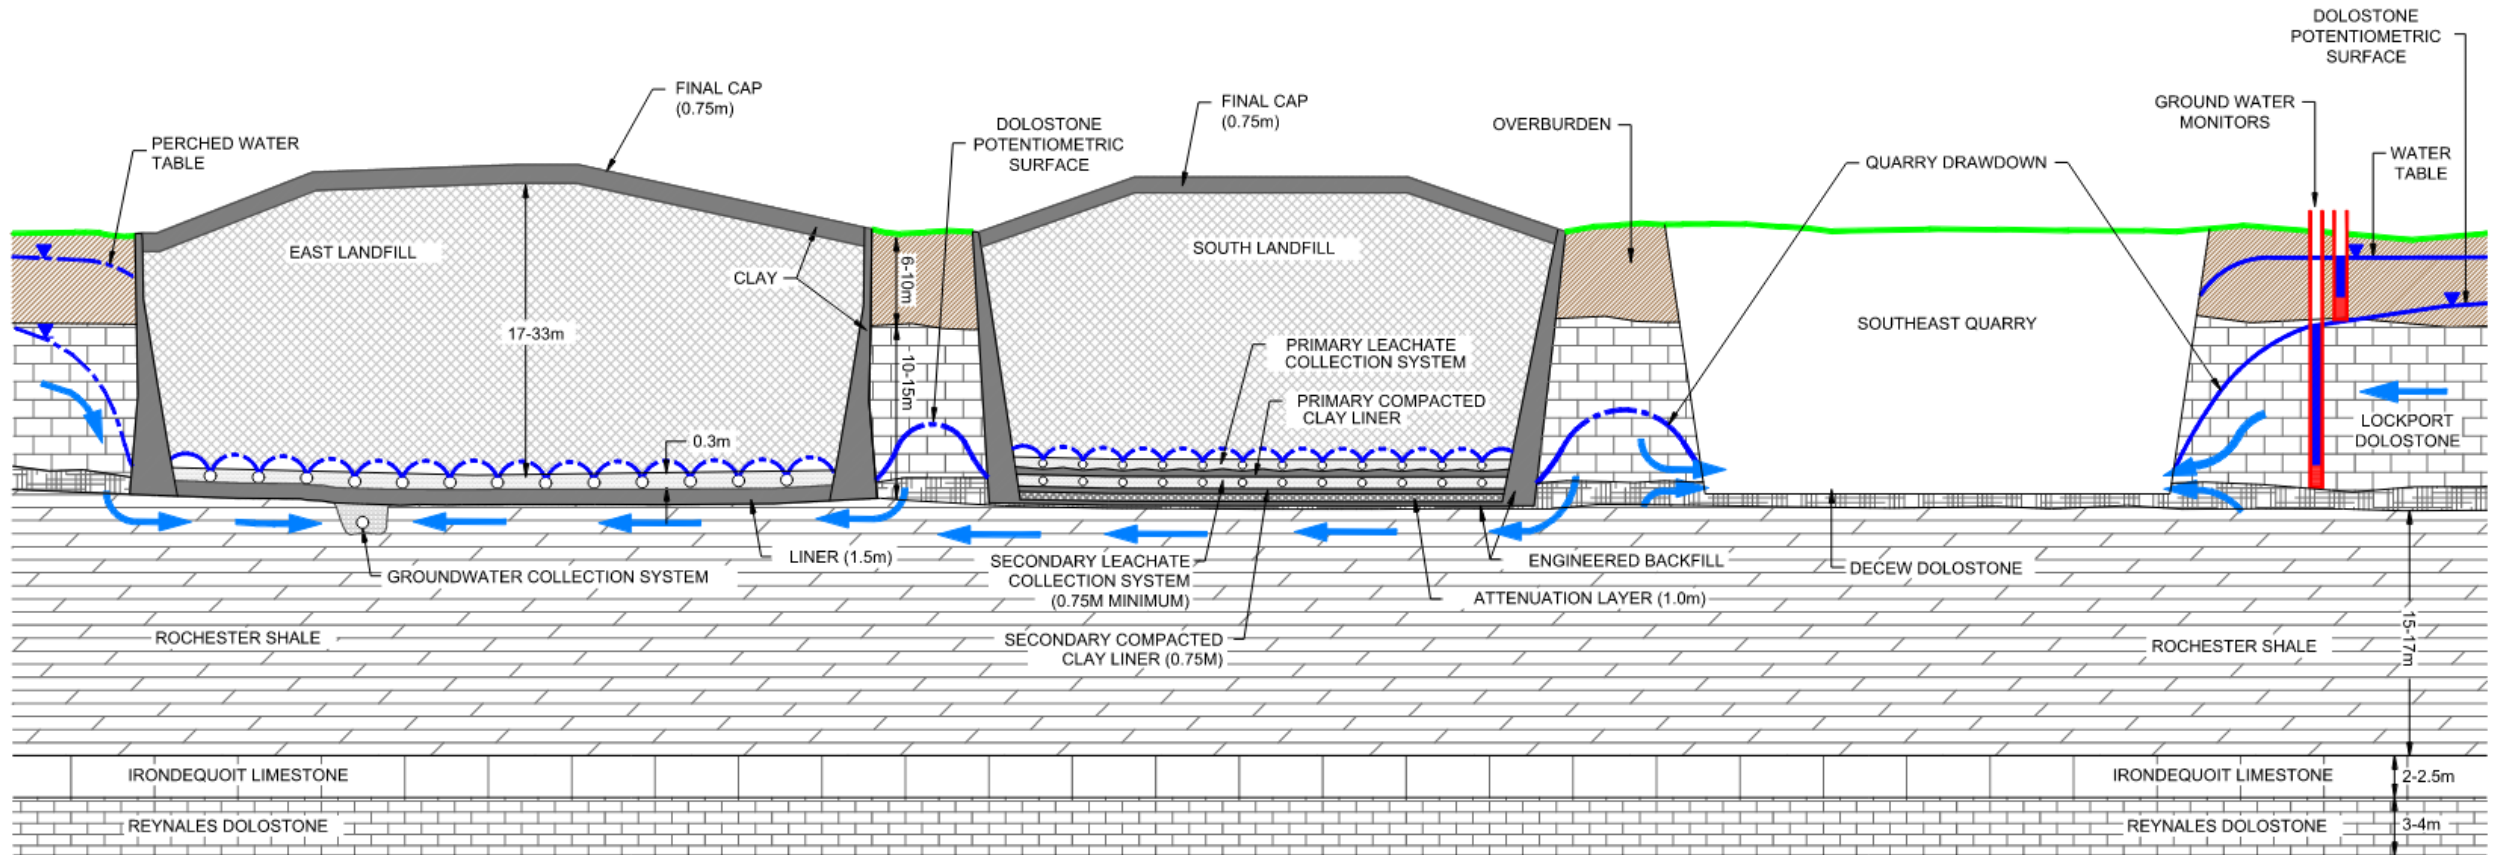 DOLOSTONE
POTENTIOMETRIC
SURFACE
FINAL CAP
(0.75m)
FINAL CAP
(0.75m)
GROUND WATER
MONITORS
DOLOSTONE
POTENTIOMETRIC
SURFACE
OVERBURDEN
PERCHED WATER
TABLE
QUARRY DRAWDOWN
WATER
TABLE
EAST LANDFILL
SOUTH LANDFILL
CLAY
6-10m
SOUTHEAST QUARRY
17-33m
PRIMARY LEACHATE
COLLECTION SYSTEM
10-15m
PRIMARY COMPACTED
CLAY LINER
LOCKPORT
DOLOSTONE
0.3m
LINER (1.5m)
SECONDARY LEACHATE
COLLECTION SYSTEM
(0.75M MINIMUM)
ENGINEERED BACKFILL
DECEW DOLOSTONE
GROUNDWATER COLLECTION SYSTEM
ATTENUATION LAYER (1.0m)
ROCHESTER SHALE
SECONDARY COMPACTED
CLAY LINER (0.75M)
ROCHESTER SHALE
15-17m
IRONDEQUOIT LIMESTONE
IRONDEQUOIT LIMESTONE
2-2.5m
REYNALES DOLOSTONE
REYNALES DOLOSTONE
3-4m